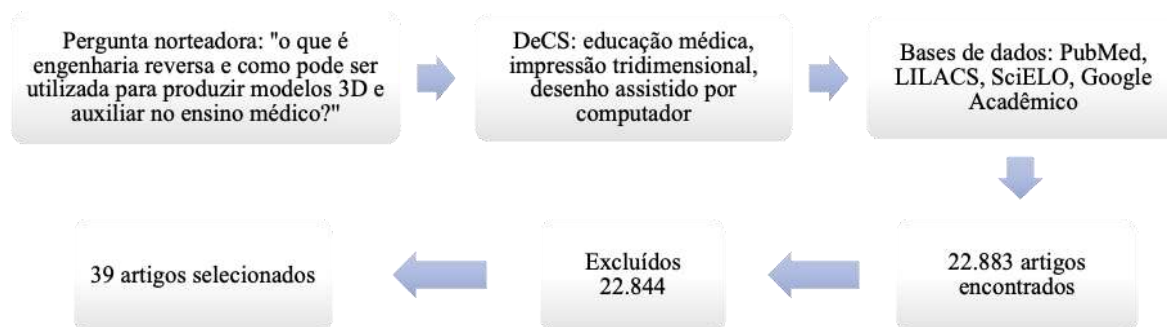 Pergunta norteadora: "o que é
engenharia reversa e como pode ser
utilizada para produzir modelos 3D e
auxiliar no ensino médico?"
DeCS: educação médica,
impressão tridimensional,
desenho assistido por
computador
Bases de dados: PubMed,
LILACS, SciELO, Google
Acadêmico
22.883 artigos
encontrados
Excluídos
22.844
39 artigos selecionados